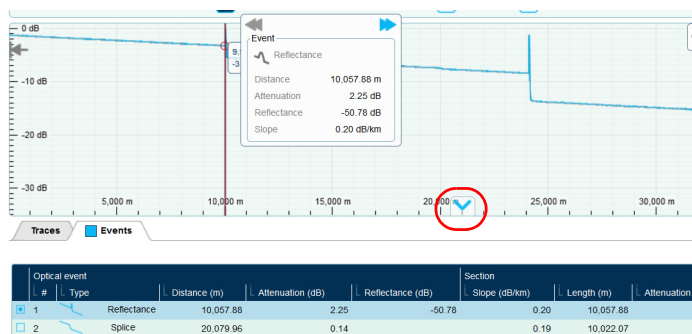 0 dB
Event
Reflectance
9.
-3
Distance 10,057.88 m
Attenuation 2.25 dB
Reflectance -50.78 dB
Slope 0.20 dB/km
-10 dB
-20 dB
-30 dB
5,000 m 10,000 m 15,000 m 20,000 m 25,000 m 30,000 m
Traces Events
Optical event Section
# Type Distance (m) Attenuation (dB) Reflectance (dB) Slope (dB/km) Length (m) Attenuation
1 Reflectance 10,057.88 2.25 -50.78 0.20 10,057.88
2 Splice 20,079.96 0.14 0.19 10,022.07